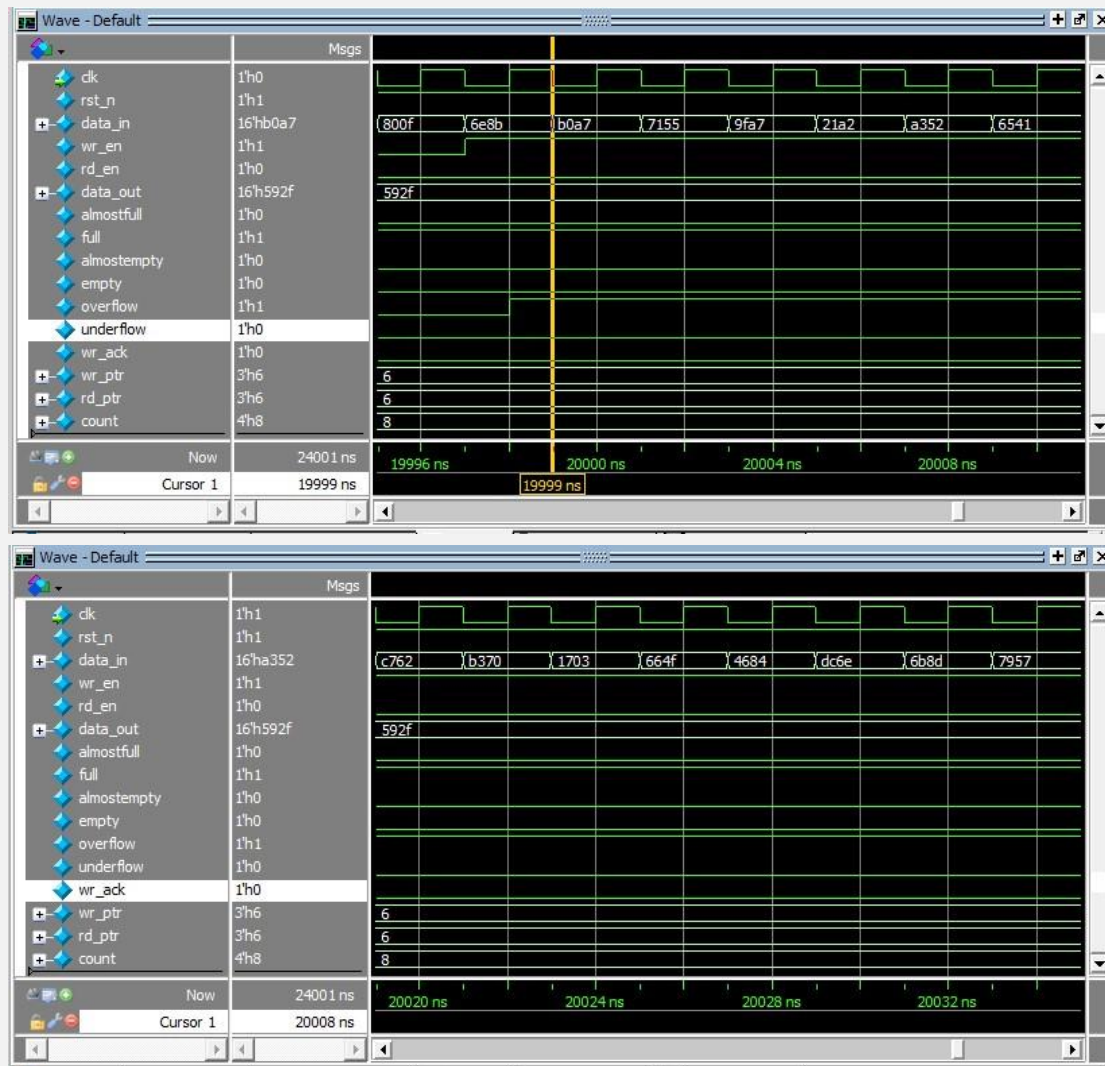 Wave - Default
Msgs
clk 1'h0
rst_n 1'h1
data_in 16'hb0a7 800f 6e8b b0a7 7155 9fa7 21a2 a352 6541
wr_en 1'h1
rd_en 1'h0
data_out 16'h592f 592f
almostfull 1'h0
full 1'h1
almostempty 1'h0
empty 1'h0
overflow 1'h1
underflow 1'h0
wr_ack 1'h0
wr_ptr 3'h6 6
rd_ptr 3'h6 6
count 4'h8 8
Now 24001 ns 19996 ns 20000 ns 20004 ns 20008 ns
Cursor 1 19999 ns 19999 ns
Wave - Default
Msgs
clk 1'h1
rst_n 1'h1
data_in 16'ha352 c762 b370 1703 664f 4684 dc6e 6b8d 7957
wr_en 1'h1
rd_en 1'h0
data_out 16'h592f 592f
almostfull 1'h0
full 1'h1
almostempty 1'h0
empty 1'h0
overflow 1'h1
underflow 1'h0
wr_ack 1'h0
wr_ptr 3'h6 6
rd_ptr 3'h6 6
count 4'h8 8
Now 24001 ns 20020 ns 20024 ns 20028 ns 20032 ns
Cursor 1 20008 ns